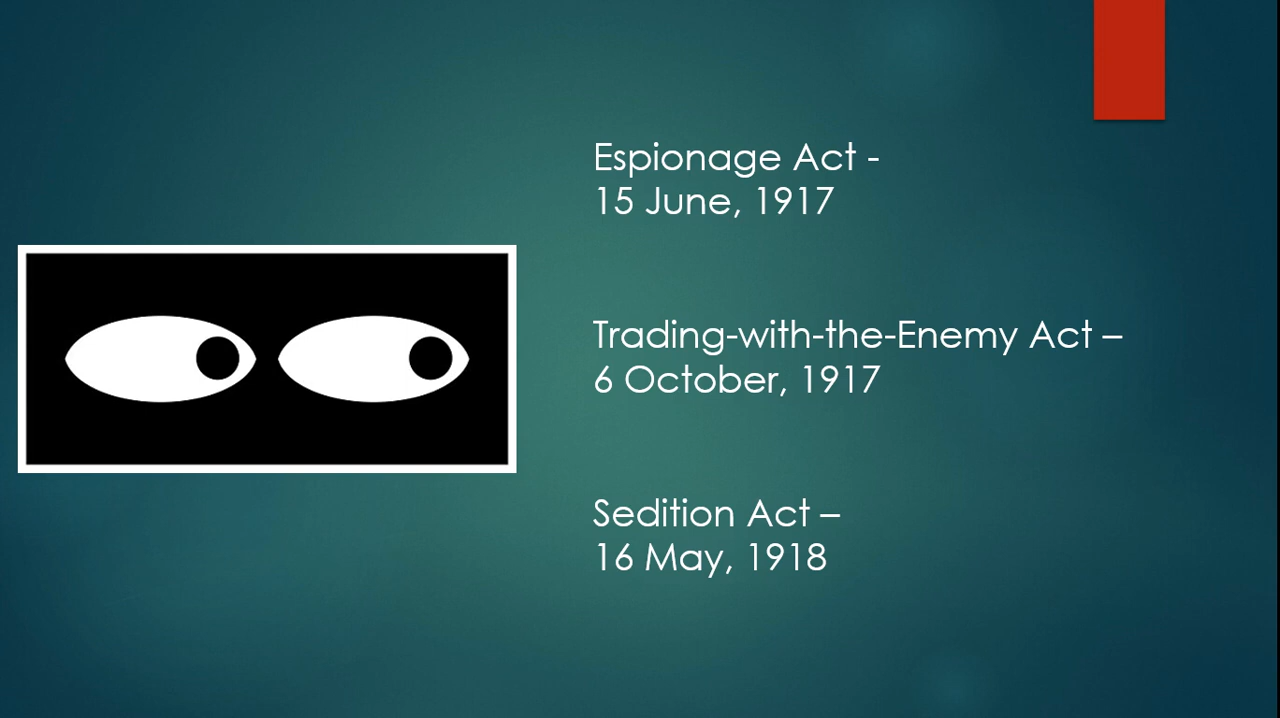 Espionage Act -
15 June, 1917
Trading-with-the-Enemy Act –
6 October, 1917
Sedition Act –
16 May, 1918